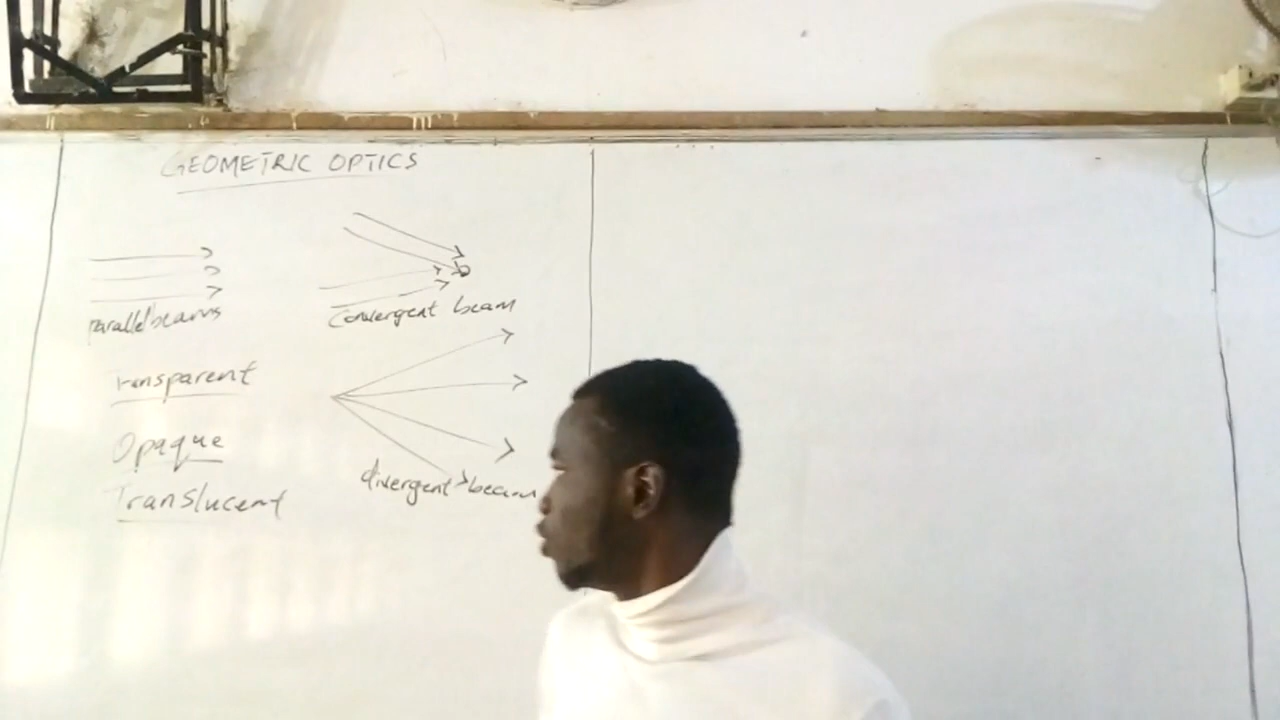 GEOMETRIC OPTICS
Parallel beams
Convergent beam
Transparent
Opaque
Translucent
divergent beam